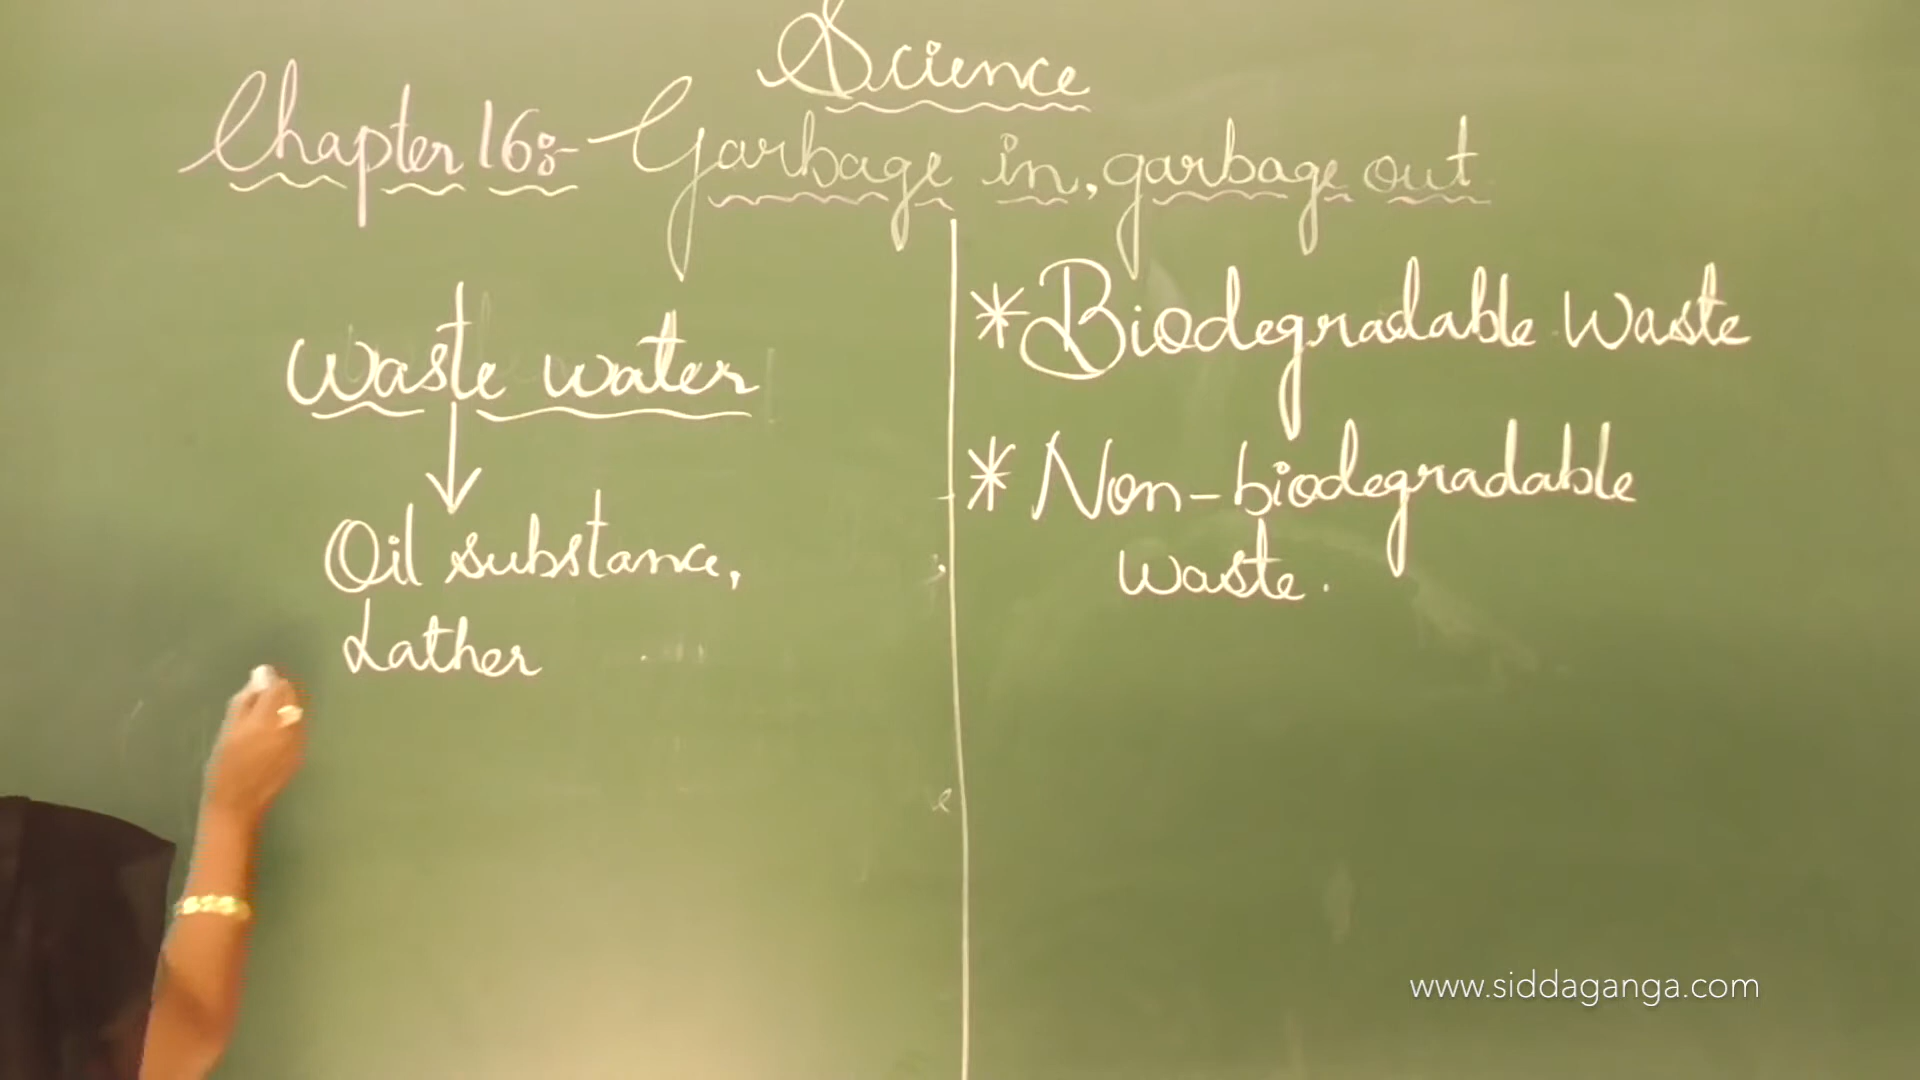 Science
Chapter 16:- Garbage in, garbage out
Waste water
Oil substance,
Lather
* Biodegradable Waste
* Non-biodegradable
waste.
www.siddaganga.com